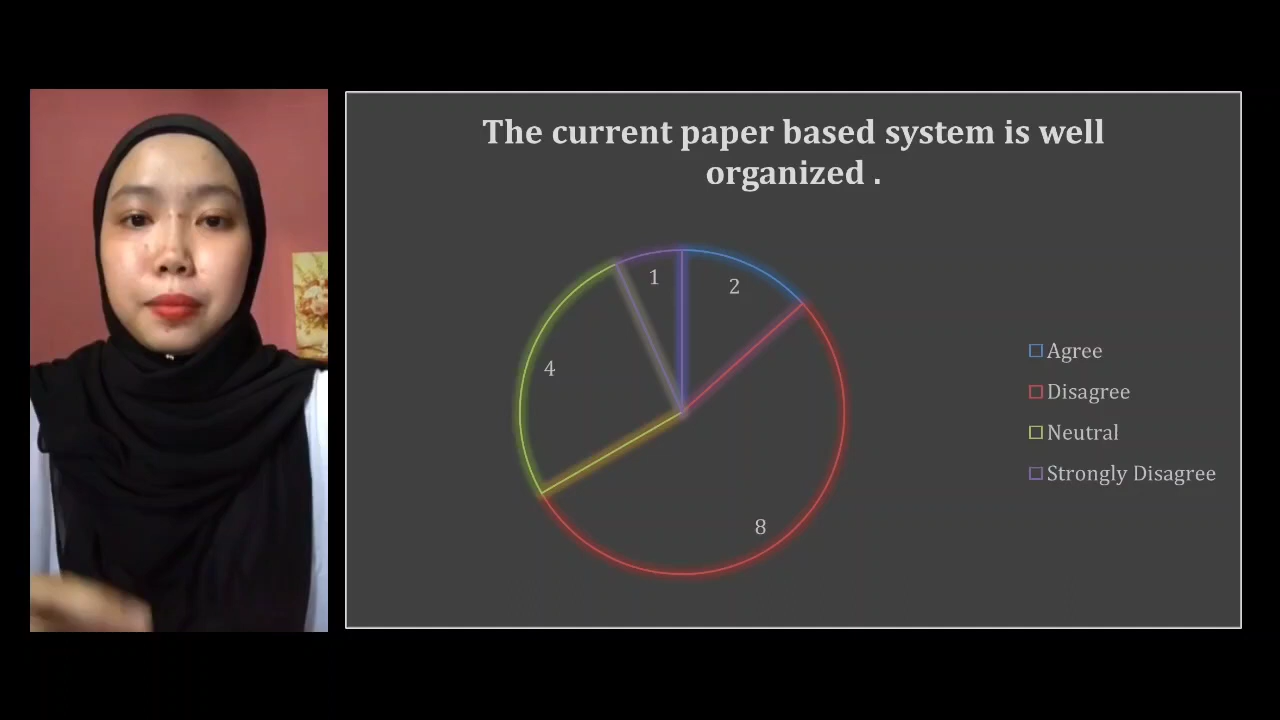 The current paper based system is well
organized .
1
2
4
8
Agree
Disagree
Neutral
Strongly Disagree